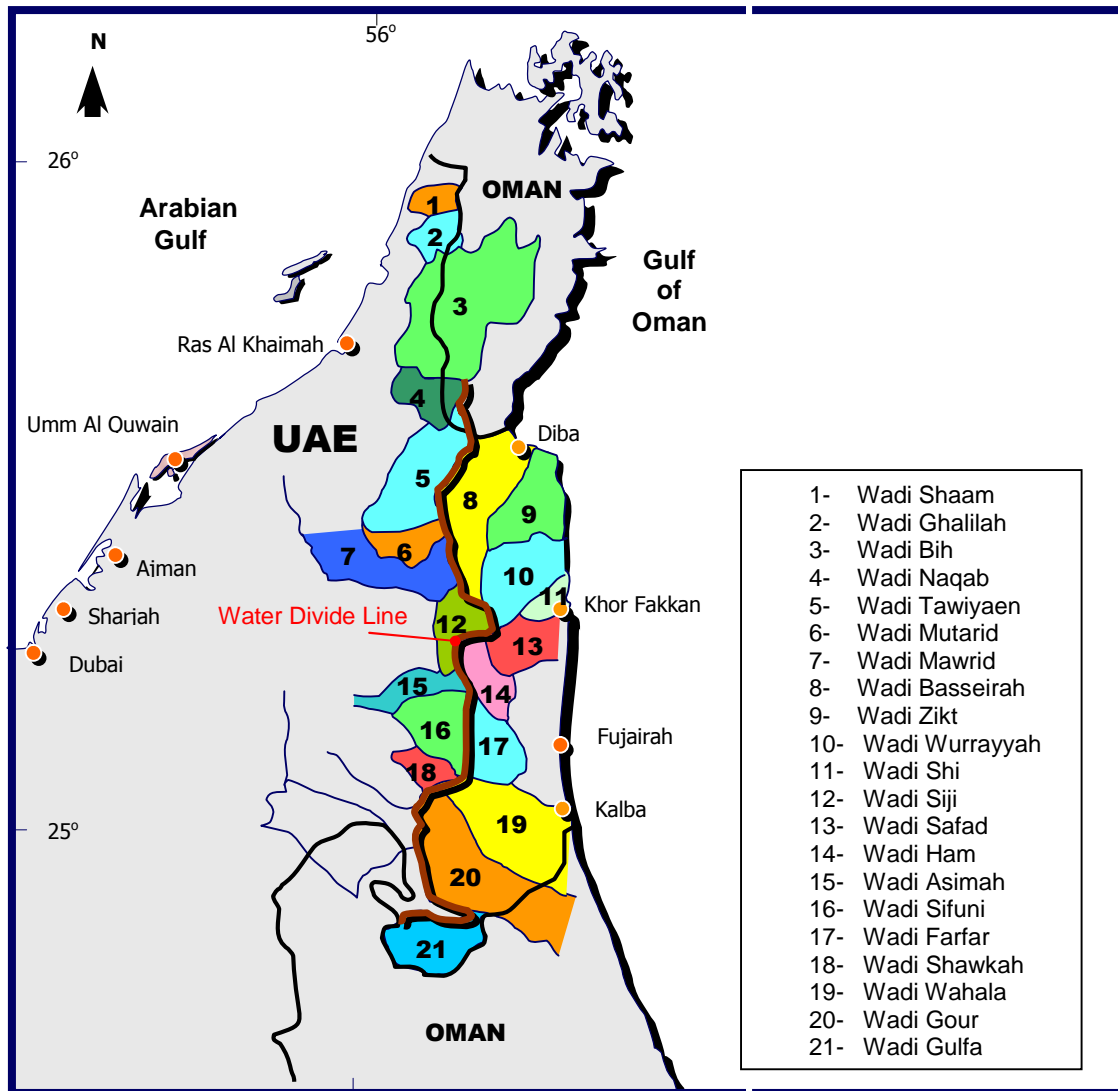 56º
N
26º
OMAN
Arabian
Gulf
1
2
Gulf
of
Oman
3
Ras Al Khaimah
4
Umm Al Ouwain
UAE
Diba
5
8
9
7
6
10
Aiman
11
Khor Fakkan
Sharjah
Water Divide Line
12
13
Dubai
15
14
16
17
Fujairah
18
25º
19
Kalba
20
21
OMAN
1- Wadi Shaam
2- Wadi Ghalilah
3- Wadi Bih
4- Wadi Naqab
5- Wadi Tawiyaen
6- Wadi Mutarid
7- Wadi Mawrid
8- Wadi Basseirah
9- Wadi Zikt
10- Wadi Wurrayyah
11- Wadi Shi
12- Wadi Siji
13- Wadi Safad
14- Wadi Ham
15- Wadi Asimah
16- Wadi Sifuni
17- Wadi Farfar
18- Wadi Shawkah
19- Wadi Wahala
20- Wadi Gour
21- Wadi Gulfa